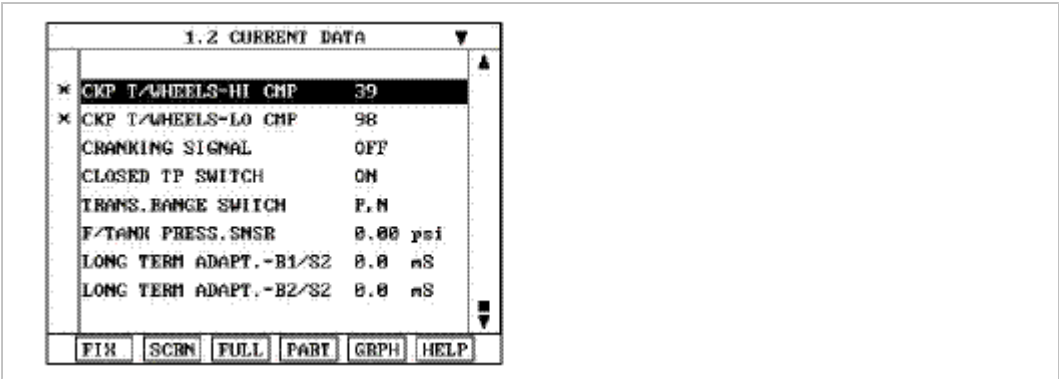 1.2 CURRENT DATA ▼
* CKP T/WHEELS-HI CMP 39
* CKP T/WHEELS-LO CMP 98
CRANKING SIGNAL OFF
CLOSED TP SWITCH ON
TRANS.RANGE SWITCH P,N
F/TANK PRESS.SNSR 0.00 psi
LONG TERM ADAPT.-B1/S2 0.0 mS
LONG TERM ADAPT.-B2/S2 0.0 mS
FIX SCRN FULL PART GRPH HELP